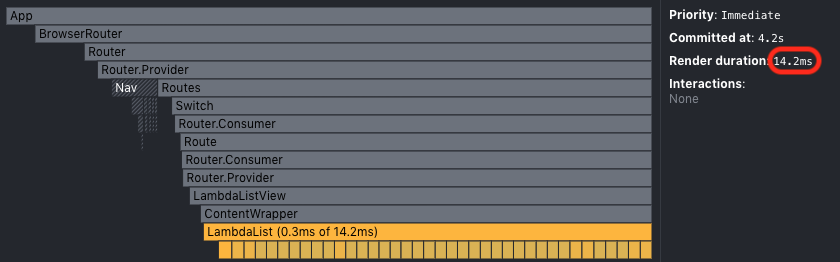 App
BrowserRouter
Router
Router.Provider
Nav Routes
Switch
Router.Consumer
Route
Router.Consumer
Router.Provider
LambdaListView
ContentWrapper
LambdaList (0.3ms of 14.2ms)
Priority: Immediate
Committed at: 4.2s
Render duration: 14.2ms
Interactions:
None